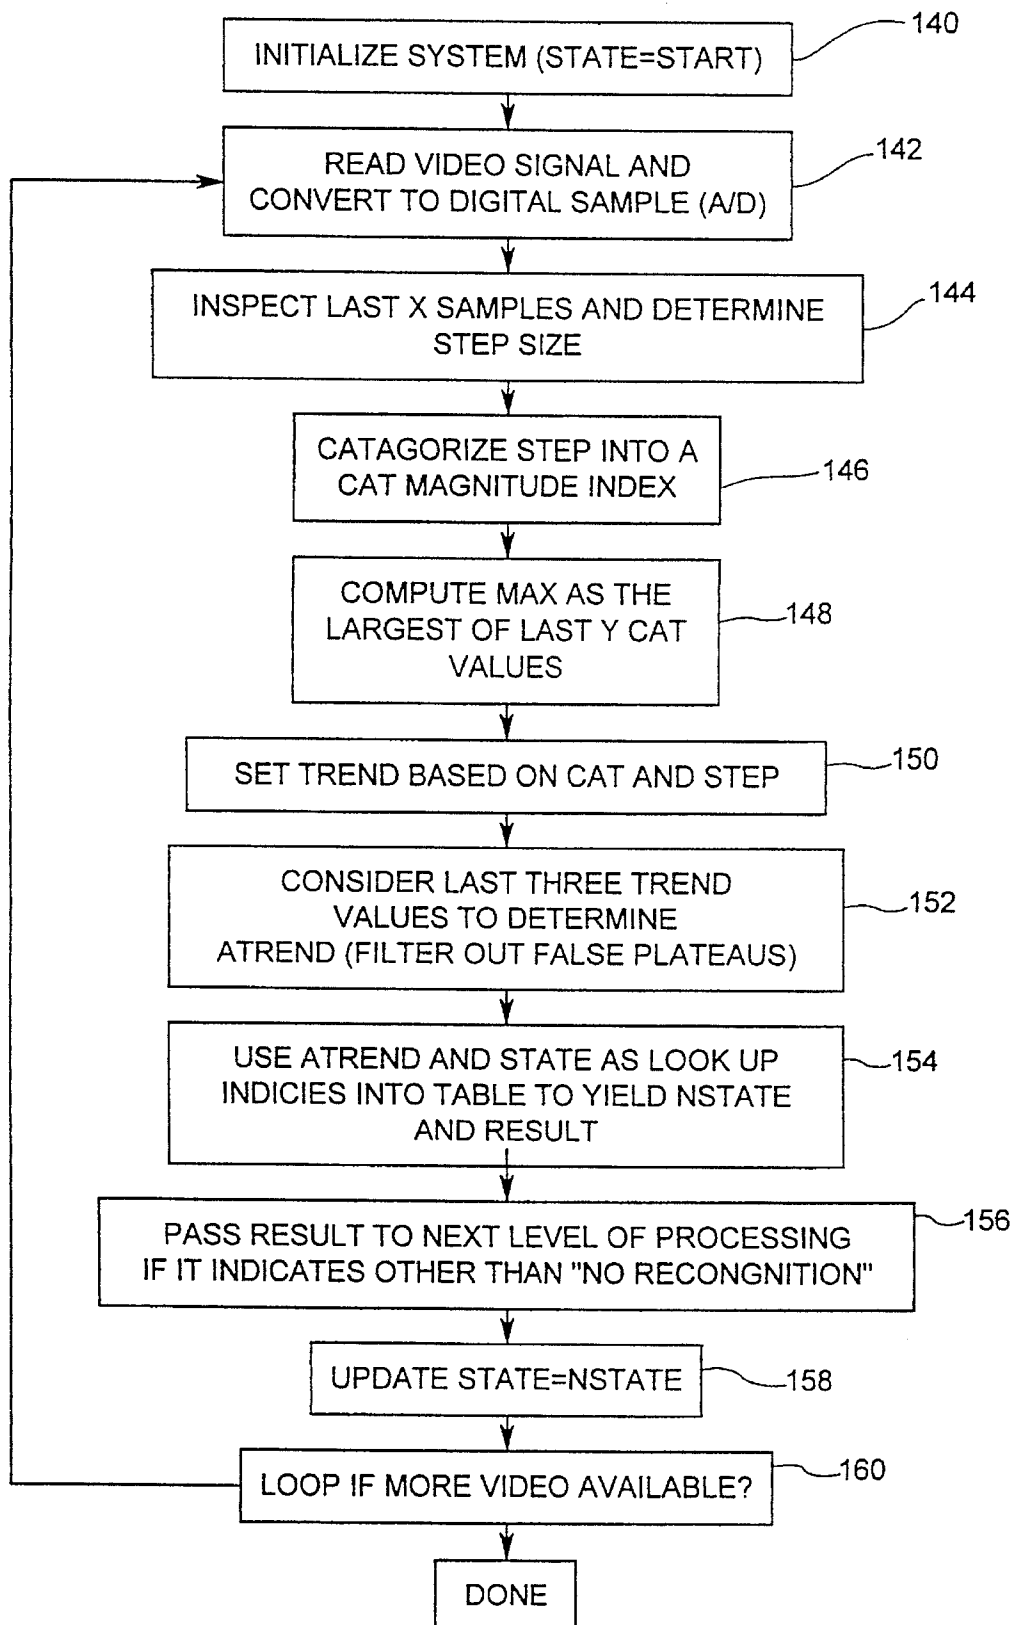 140
INITIALIZE SYSTEM (STATE=START)
142
READ VIDEO SIGNAL AND
CONVERT TO DIGITAL SAMPLE (A/D)
144
INSPECT LAST X SAMPLES AND DETERMINE
STEP SIZE
CATAGORIZE STEP INTO A
CAT MAGNITUDE INDEX
146
COMPUTE MAX AS THE
LARGEST OF LAST Y CAT
VALUES
148
SET TREND BASED ON CAT AND STEP
150
CONSIDER LAST THREE TREND
VALUES TO DETERMINE
ATREND (FILTER OUT FALSE PLATEAUS)
152
USE ATREND AND STATE AS LOOK UP
INDICIES INTO TABLE TO YIELD NSTATE
AND RESULT
154
PASS RESULT TO NEXT LEVEL OF PROCESSING
IF IT INDICATES OTHER THAN "NO RECONGNITION"
156
UPDATE STATE=NSTATE
158
LOOP IF MORE VIDEO AVAILABLE?
160
DONE